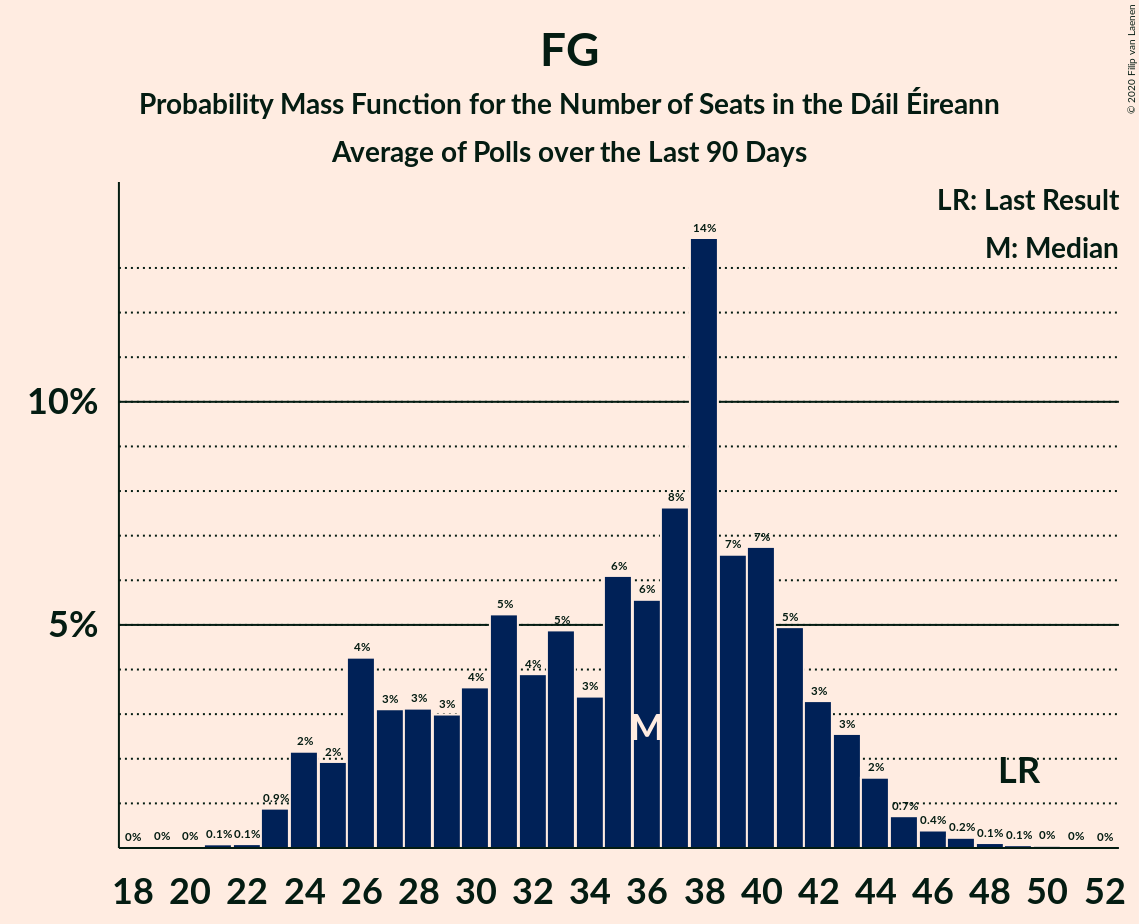 FG
Probability Mass Function for the Number of Seats in the Dáil Éireann
Average of Polls over the Last 90 Days
© 2020 Filip van Laenen
LR: Last Result
M: Median
10%
5%
0% 0% 0% 0.1% 0.1% 0.9% 2% 2% 4% 3% 3% 3% 4% 5% 4% 5% 3% 6% 6% 8% 14% 7% 7% 5% 3% 3% 2% 0.7% 0.4% 0.2% 0.1% 0.1% 0% 0% 0%
M
LR
18 20 22 24 26 28 30 32 34 36 38 40 42 44 46 48 50 52